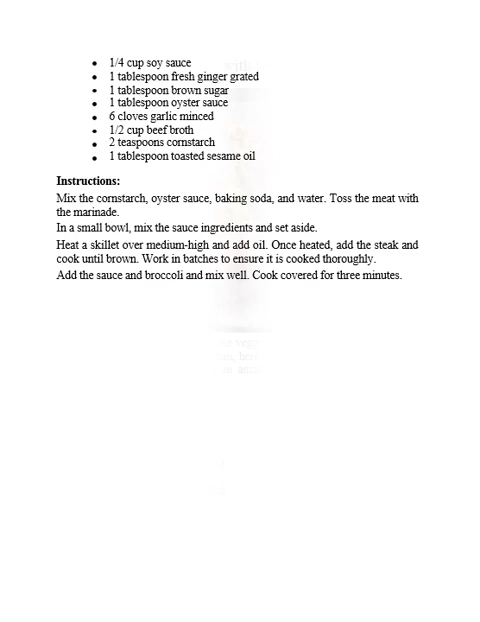 • 1/4 cup soy sauce
• 1 tablespoon fresh ginger grated
• 1 tablespoon brown sugar
• 1 tablespoon oyster sauce
• 6 cloves garlic minced
• 1/2 cup beef broth
• 2 teaspoons cornstarch
• 1 tablespoon toasted sesame oil
Instructions:
Mix the cornstarch, oyster sauce, baking soda, and water. Toss the meat with
the marinade.
In a small bowl, mix the sauce ingredients and set aside.
Heat a skillet over medium-high and add oil. Once heated, add the steak and
cook until brown. Work in batches to ensure it is cooked thoroughly.
Add the sauce and broccoli and mix well. Cook covered for three minutes.